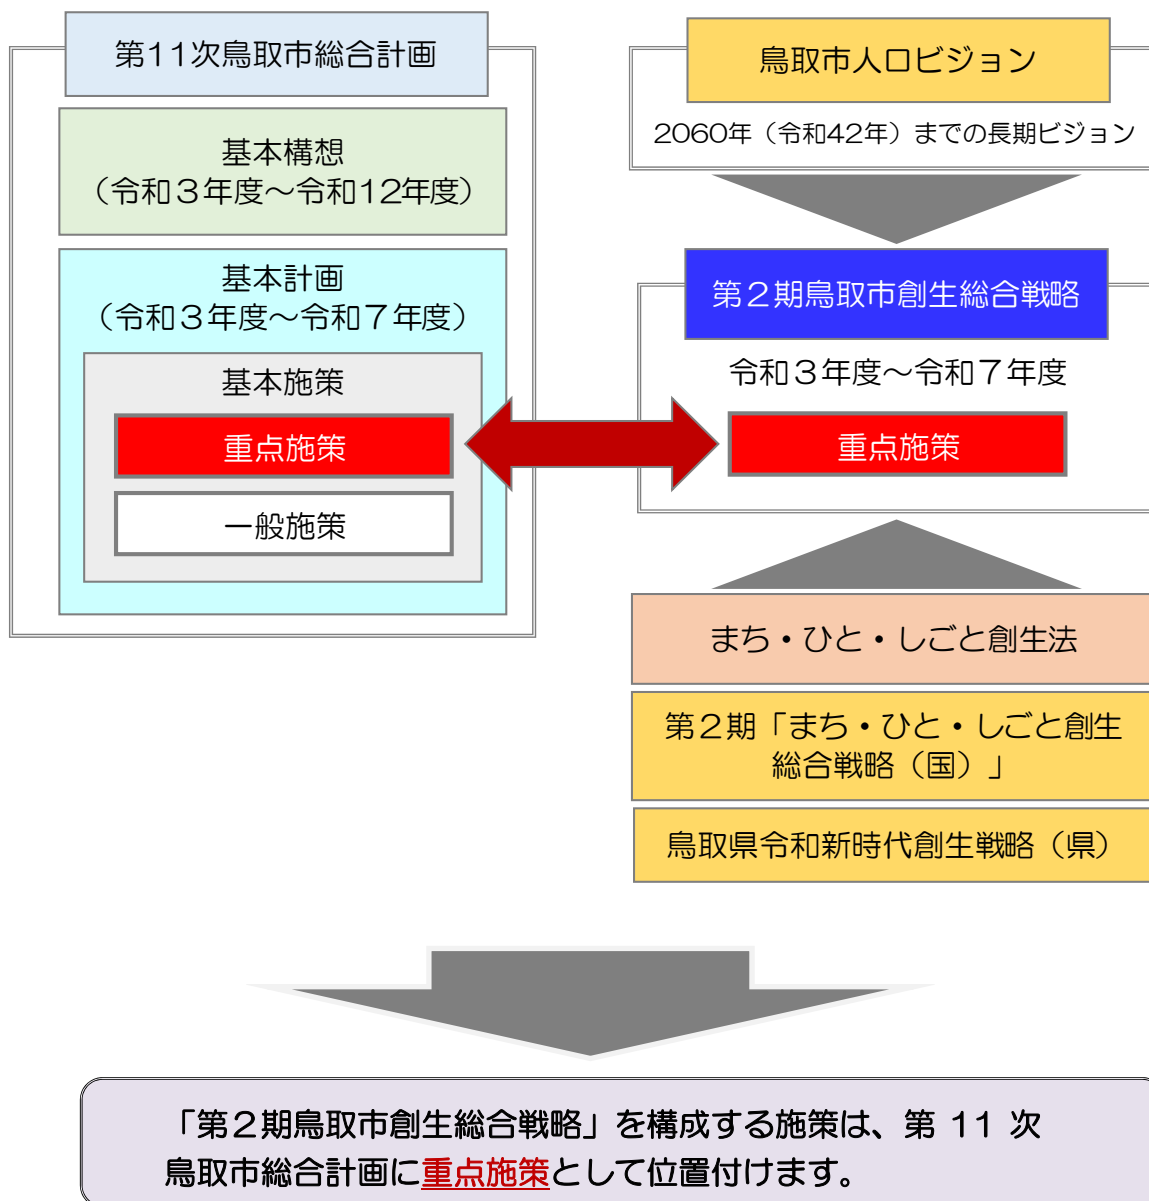 第11次鳥取市総合計画
基本構想
（令和３年度～令和12年度）
基本計画
（令和３年度～令和７年度）
基本施策
重点施策
一般施策
鳥取市人口ビジョン
2060年（令和42年）までの長期ビジョン
第２期鳥取市創生総合戦略
令和３年度～令和７年度
重点施策
まち・ひと・しごと創生法
第２期「まち・ひと・しごと創生
総合戦略（国）」
鳥取県令和新時代創生戦略（県）
「第２期鳥取市創生総合戦略」を構成する施策は、第 11 次
鳥取市総合計画に重点施策として位置付けます。